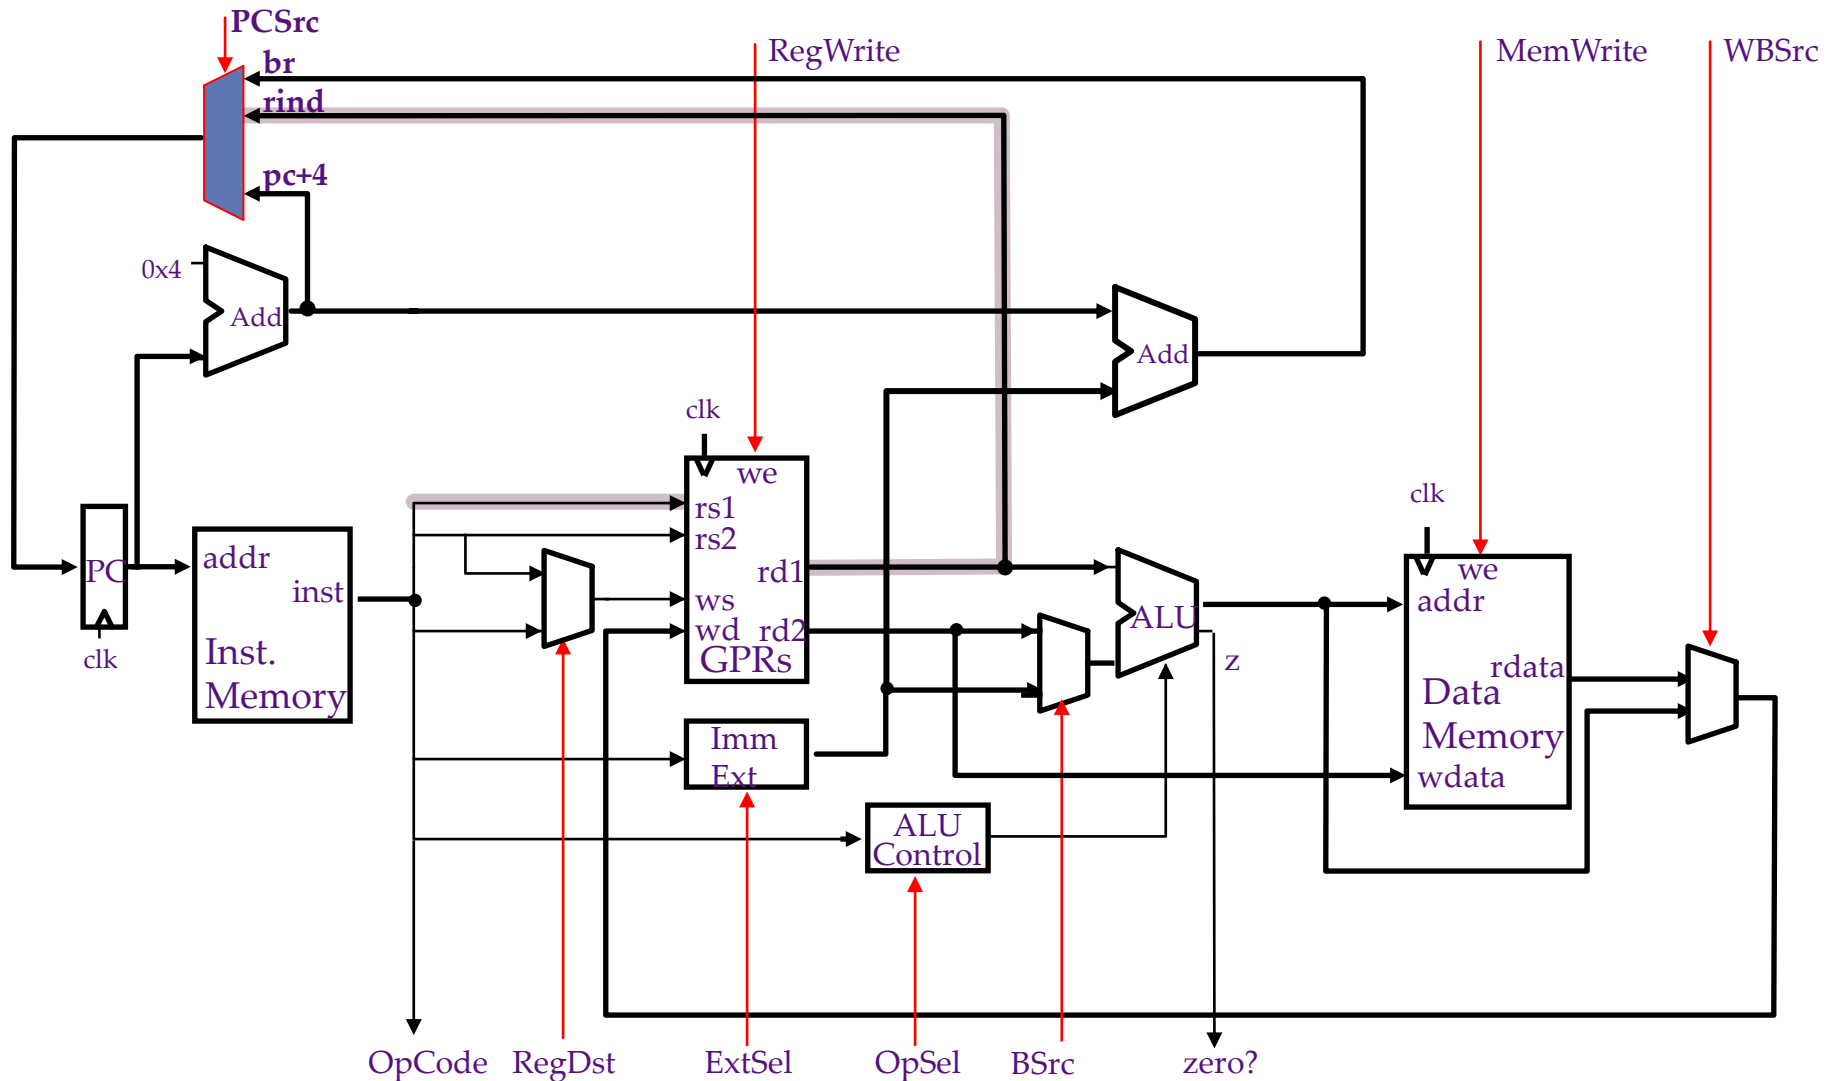 PCSrc
br
RegWrite
MemWrite
WBSrc
rind
pc+4
0x4
Add
Add
clk
we
clk
rs1
rs2
PC
addr
inst
rd1
we
addr
ws
wd
rd2
GPRs
ALU
clk
Inst.
Memory
z
rdata
Data
Memory
wdata
Imm
Ext
ALU
Control
OpCode
RegDst
ExtSel
OpSel
BSrc
zero?